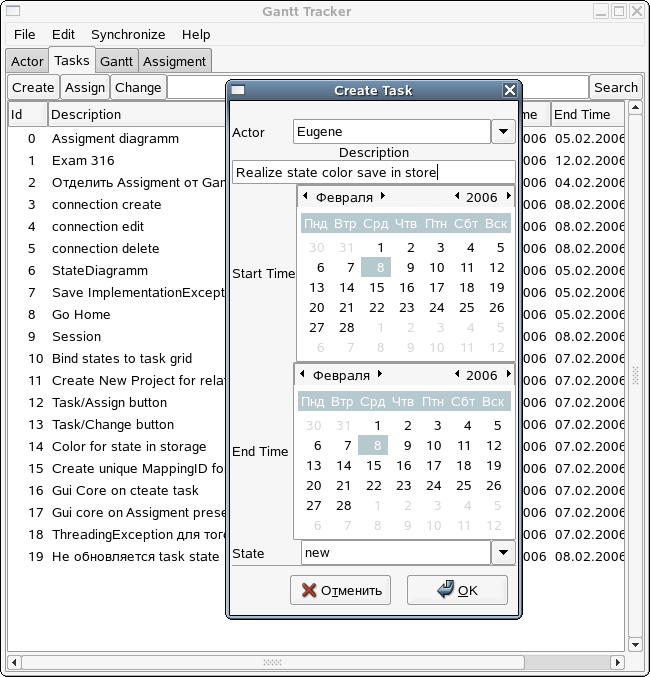 Gantt Tracker
File Edit Synchronize Help
Actor Tasks Gantt Assigment
Create Assign Change Search
Id Description me End Time
0 Assigment diagramm 006 05.02.2006
1 Exam 316 006 12.02.2006
2 Отделить Assigment от Gan 006 04.02.2006
3 connection create 006 08.02.2006
4 connection edit 006 08.02.2006
5 connection delete 006 08.02.2006
6 StateDiagramm 006 05.02.2006
7 Save ImplementationExcept 006 05.02.2006
8 Go Home 006 05.02.2006
9 Session 006 08.02.2006
10 Bind states to task grid 006 07.02.2006
11 Create New Project for rela 006 07.02.2006
12 Task/Assign button 006 07.02.2006
13 Task/Change button 006 07.02.2006
14 Color for state in storage 006 07.02.2006
15 Create unique MappingID fo 006 07.02.2006
16 Gui Core on cteate task 006 07.02.2006
17 Gui core on Assigment prese 006 07.02.2006
18 ThreadingException для того 006 07.02.2006
19 Не обновляется task state 006 08.02.2006
Create Task
Actor Eugene
Description
Realize state color save in store
Start Time
Февраля 2006
Пнд Втр Срд Чтв Птн Сбт Вск
30 31 1 2 3 4 5
6 7 8 9 10 11 12
13 14 15 16 17 18 19
20 21 22 23 24 25 26
27 28 1 2 3 4 5
6 7 8 9 10 11 12
End Time
Февраля 2006
Пнд Втр Срд Чтв Птн Сбт Вск
30 31 1 2 3 4 5
6 7 8 9 10 11 12
13 14 15 16 17 18 19
20 21 22 23 24 25 26
27 28 1 2 3 4 5
6 7 8 9 10 11 12
State new
Отменить OK